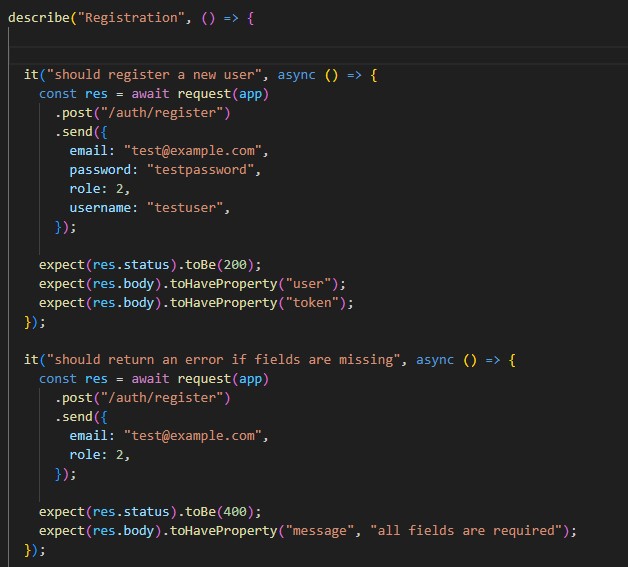 describe("Registration", () => {
it("should register a new user", async () => {
const res = await request(app)
.post("/auth/register")
.send({
email: "test@example.com",
password: "testpassword",
role: 2,
username: "testuser",
});
expect(res.status).toBe(200);
expect(res.body).toHaveProperty("user");
expect(res.body).toHaveProperty("token");
});
it("should return an error if fields are missing", async () => {
const res = await request(app)
.post("/auth/register")
.send({
email: "test@example.com",
role: 2,
});
expect(res.status).toBe(400);
expect(res.body).toHaveProperty("message", "all fields are required");
});